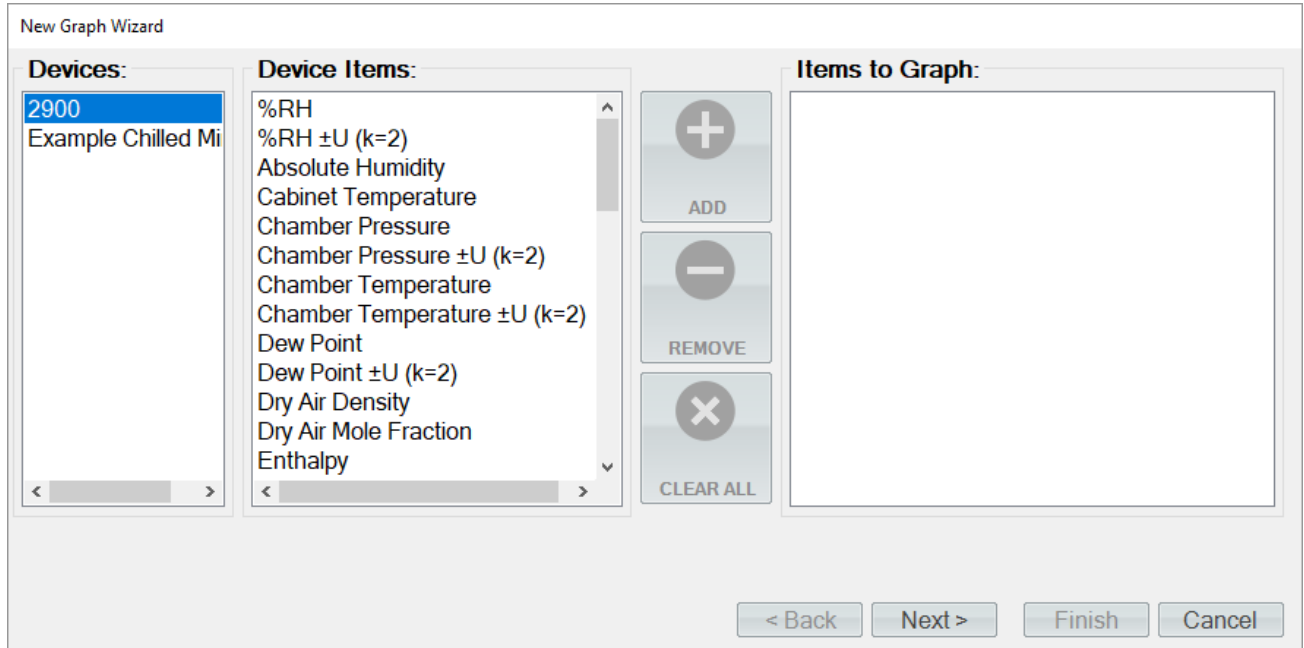 New Graph Wizard
Devices:
2900
Example Chilled Mi
Device Items:
%RH
%RH ±U (k=2)
Absolute Humidity
Cabinet Temperature
Chamber Pressure
Chamber Pressure ±U (k=2)
Chamber Temperature
Chamber Temperature ±U (k=2)
Dew Point
Dew Point ±U (k=2)
Dry Air Density
Dry Air Mole Fraction
Enthalpy
ADD
REMOVE
CLEAR ALL
Items to Graph:
< Back
Next >
Finish
Cancel